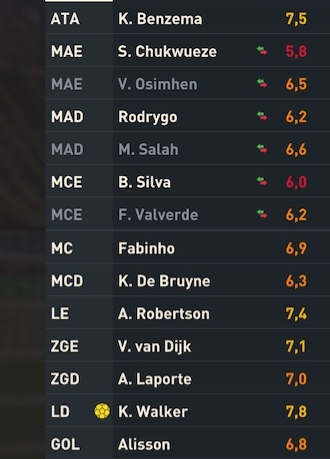 ATA K. Benzema 7,5
MAE S. Chukwueze 5,8
MAE V. Osimhen 6,5
MAD Rodrygo 6,2
MAD M. Salah 6,6
MCE B. Silva 6,0
MCE F. Valverde 6,2
MC Fabinho 6,9
MCD K. De Bruyne 6,3
LE A. Robertson 7,4
ZGE V. van Dijk 7,1
ZGD A. Laporte 7,0
LD K. Walker 7,8
GOL Alisson 6,8